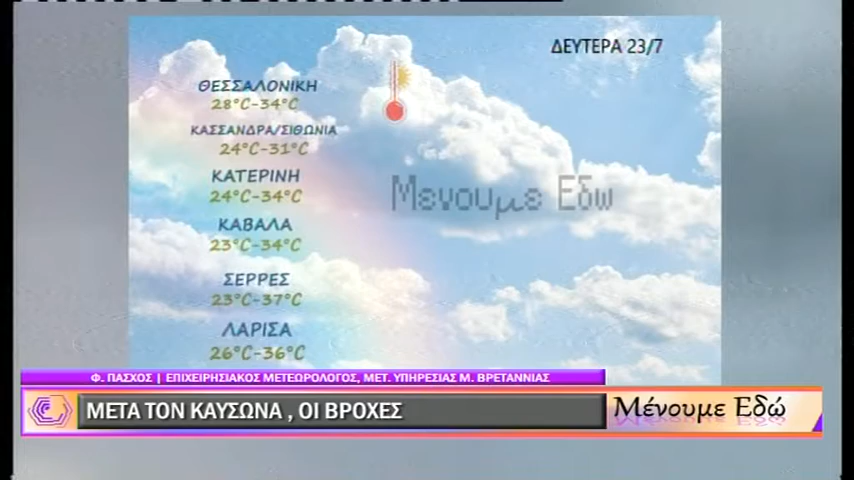 ΔΕΥΤΕΡΑ 23/7
ΘΕΣΣΑΛΟΝΙΚΗ
28°C-34°C
ΚΑΣΣΑΝΔΡΑ/ΣΙΘΩΝΙΑ
24°C-31°C
ΚΑΤΕΡΙΝΗ
24°C-34°C
Μενουμε Εδω
ΚΑΒΑΛΑ
23°C-34°C
ΣΕΡΡΕΣ
23°C-37°C
ΛΑΡΙΣΑ
26°C-36°C
Φ. ΠΑΣΧΟΣ | ΕΠΙΧΕΙΡΗΣΙΑΚΟΣ ΜΕΤΕΩΡΟΛΟΓΟΣ, ΜΕΤ. ΥΠΗΡΕΣΙΑΣ Μ. ΒΡΕΤΑΝΝΙΑΣ
ΜΕΤΑ ΤΟΝ ΚΑΥΣΩΝΑ , ΟΙ ΒΡΟΧΕΣ
Μένουμε Εδώ